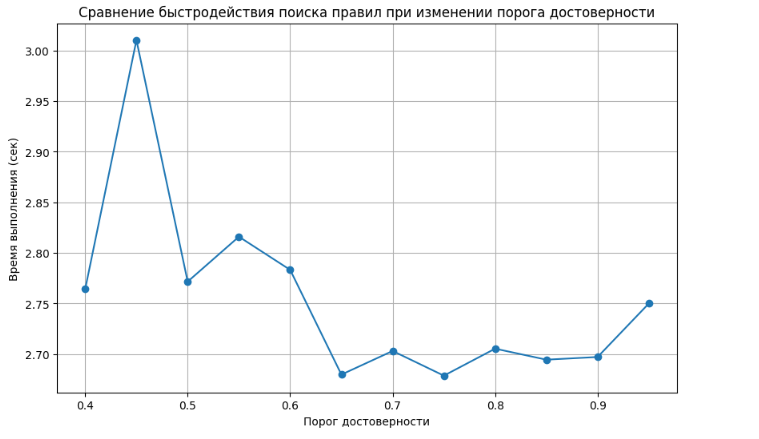 Сравнение быстродействия поиска правил при изменении порога достоверности
Время выполнения (сек)
3.00
2.95
2.90
2.85
2.80
2.75
2.70
0.4 0.5 0.6 0.7 0.8 0.9
Порог достоверности